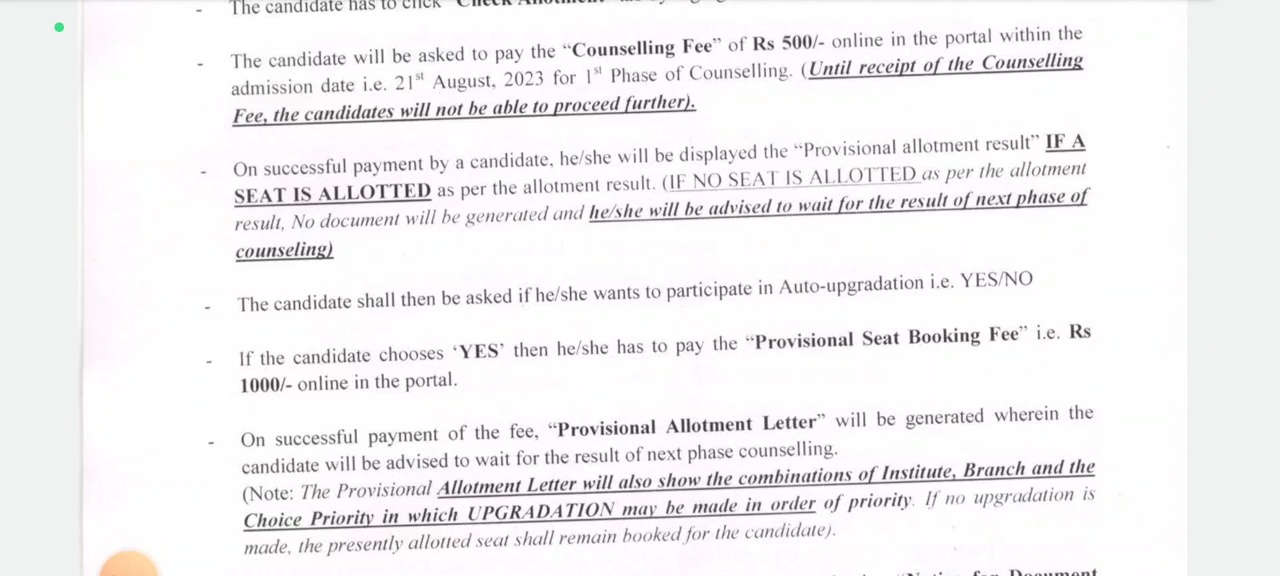 - The candidate has to click "Check Allotment
- The candidate will be asked to pay the “Counselling Fee” of Rs 500/- online in the portal within the
admission date i.e. 21st August, 2023 for 1st Phase of Counselling. (Until receipt of the Counselling
Fee, the candidates will not be able to proceed further).
- On successful payment by a candidate, he/she will be displayed the “Provisional allotment result” IF A
SEAT IS ALLOTTED as per the allotment result. (IF NO SEAT IS ALLOTTED as per the allotment
result, No document will be generated and he/she will be advised to wait for the result of next phase of
counseling)
- The candidate shall then be asked if he/she wants to participate in Auto-upgradation i.e. YES/NO
- If the candidate chooses ‘YES’ then he/she has to pay the “Provisional Seat Booking Fee” i.e. Rs
1000/- online in the portal.
- On successful payment of the fee, “Provisional Allotment Letter” will be generated wherein the
candidate will be advised to wait for the result of next phase counselling.
(Note: The Provisional Allotment Letter will also show the combinations of Institute, Branch and the
Choice Priority in which UPGRADATION may be made in order of priority. If no upgradation is
made, the presently allotted seat shall remain booked for the candidate).
for Document